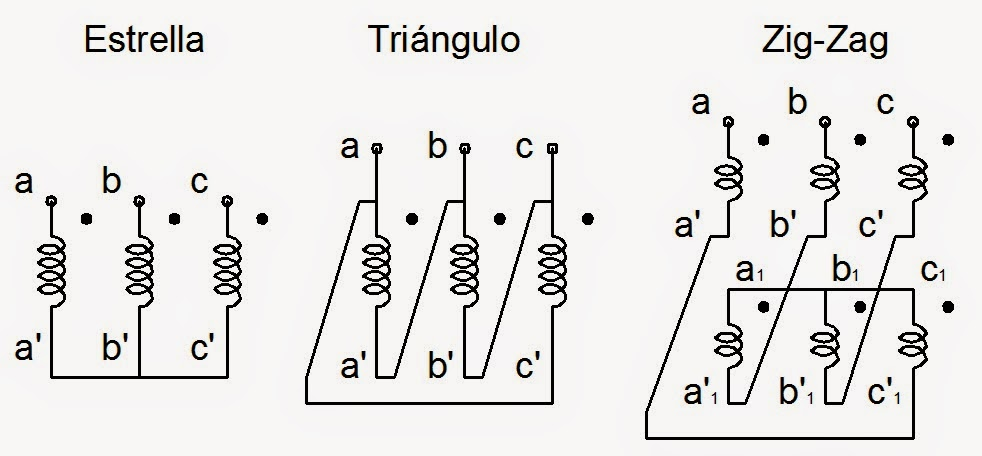 Estrella
Triángulo
Zig-Zag
a b c
a' b' c'
a b c
a' b' c'
a b c
a' b' c'
a1 b1 c1
a'1 b'1 c'1